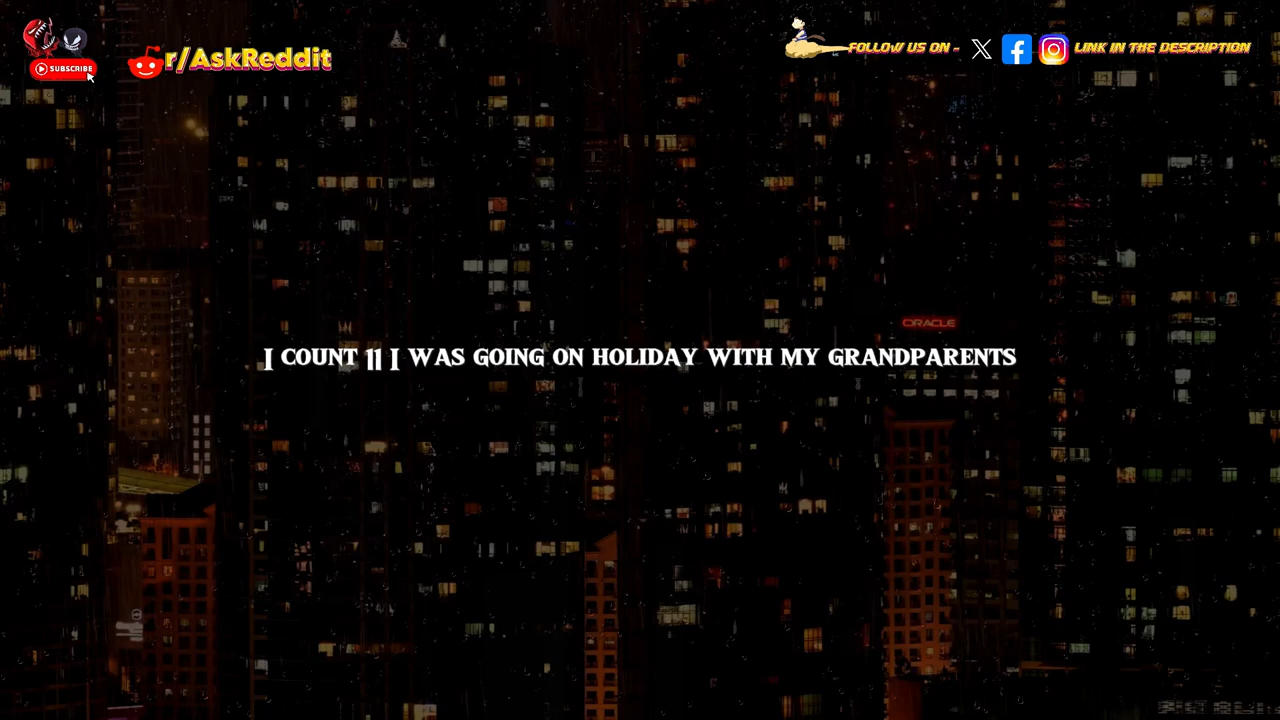 SUBSCRIBE
r/AskReddit
FOLLOW US ON -
LINK IN THE DESCRIPTION
ORACLE
I COUNT 11 I WAS GOING ON HOLIDAY WITH MY GRANDPARENTS